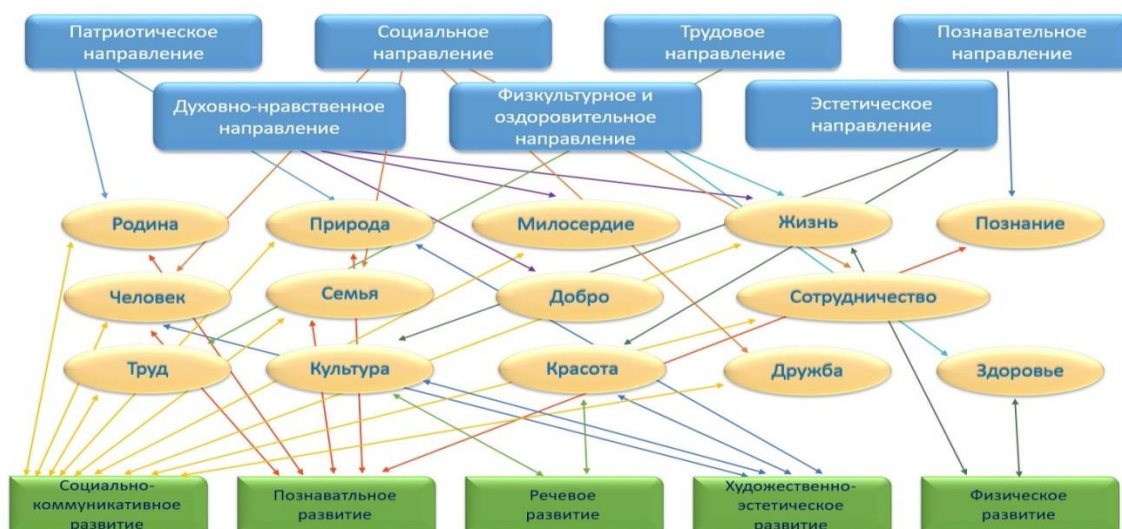 Патриотическое
направление
Социальное
направление
Трудовое
направление
Познавательное
направление
Духовно-нравственное
направление
Физкультурное и
оздоровительное
направление
Эстетическое
направление
Родина
Природа
Милосердие
Жизнь
Познание
Человек
Семья
Добро
Сотрудничество
Труд
Культура
Красота
Дружба
Здоровье
Социально-
коммуникативное
развитие
Познаватльное
развитие
Речевое
развитие
Художественно-
эстетическое
развитие
Физическое
развитие